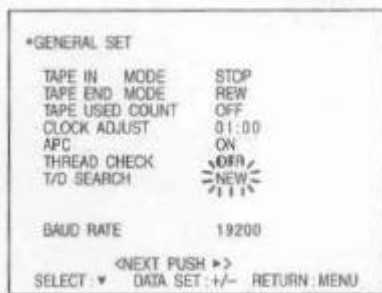 *GENERAL SET
TAPE IN MODE STOP
TAPE END MODE REW
TAPE USED COUNT OFF
CLOCK ADJUST 01:00
APC ON
THREAD CHECK OFF
T/D SEARCH NEW
BAUD RATE 19200
<NEXT PUSH ►>
SELECT:▼ DATA SET:+/– RETURN:MENU